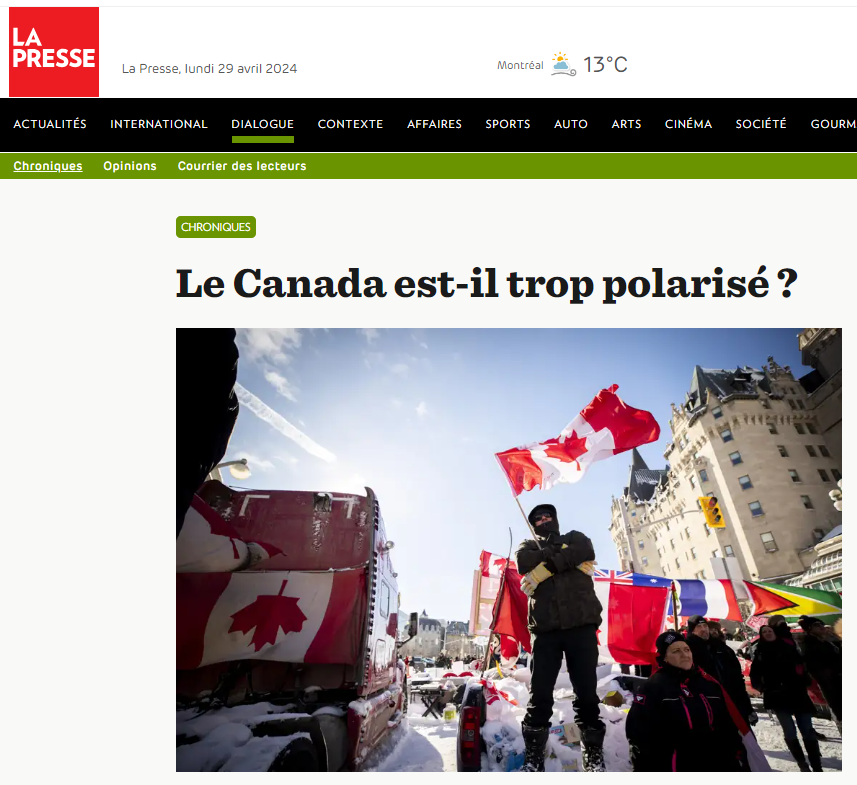 LA
PRESSE
La Presse, lundi 29 avril 2024
Montréal 13°C
ACTUALITÉS INTERNATIONAL DIALOGUE CONTEXTE AFFAIRES SPORTS AUTO ARTS CINÉMA SOCIÉTÉ GOURM
Chroniques Opinions Courrier des lecteurs
CHRONIQUES
Le Canada est-il trop polarisé ?